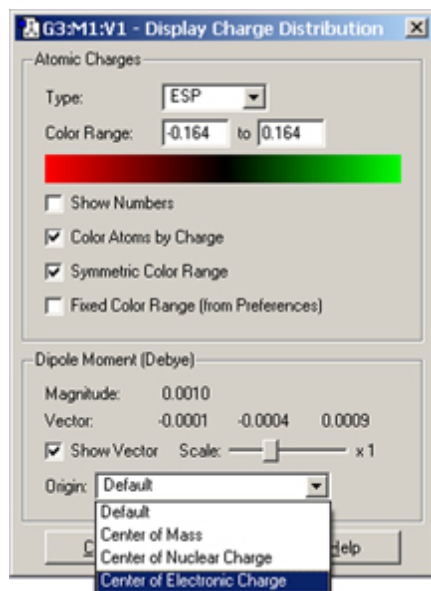 G3:M1:V1 - Display Charge Distribution
Atomic Charges
Type: ESP
Color Range: -0.164 to 0.164
Show Numbers
Color Atoms by Charge
Symmetric Color Range
Fixed Color Range (from Preferences)
Dipole Moment (Debye)
Magnitude: 0.0010
Vector: -0.0001 -0.0004 0.0009
Show Vector Scale: x 1
Origin: Default
Default
Center of Mass
Center of Nuclear Charge
Help
Center of Electronic Charge